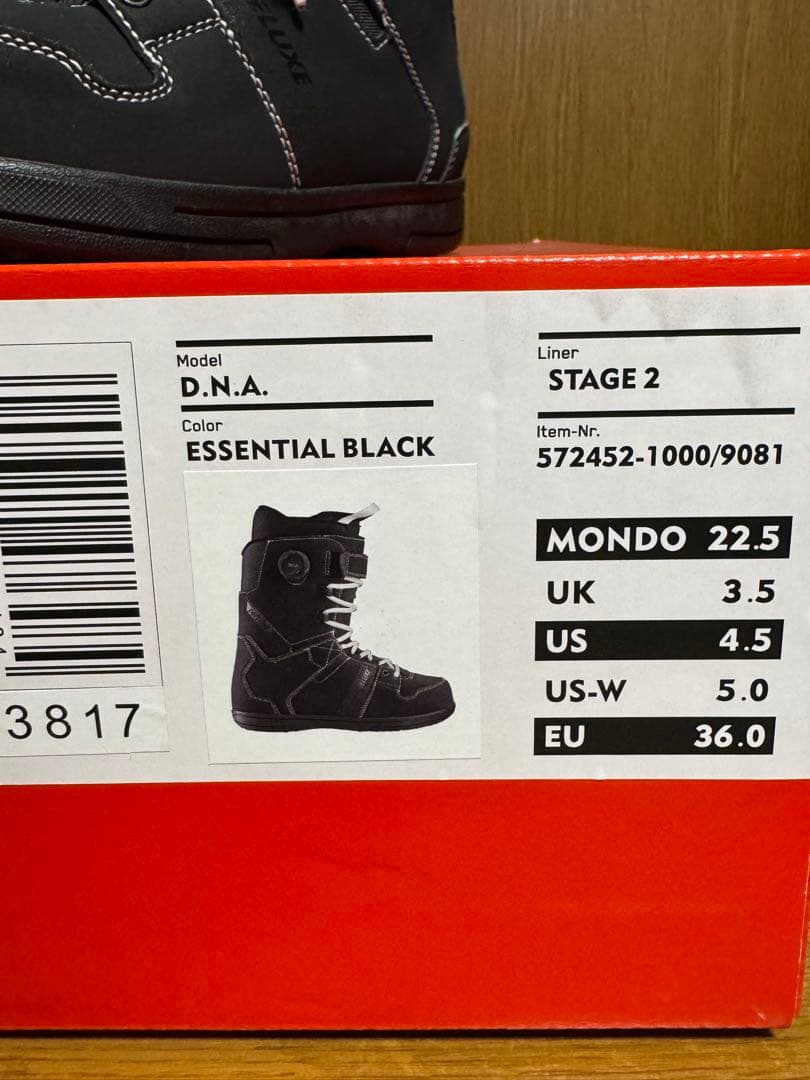 ELUXE
Model
D.N.A.
Color
ESSENTIAL BLACK
Liner
STAGE 2
Item-Nr.
572452-1000/9081
MONDO 22.5
UK 3.5
US 4.5
US-W 5.0
EU 36.0
3817